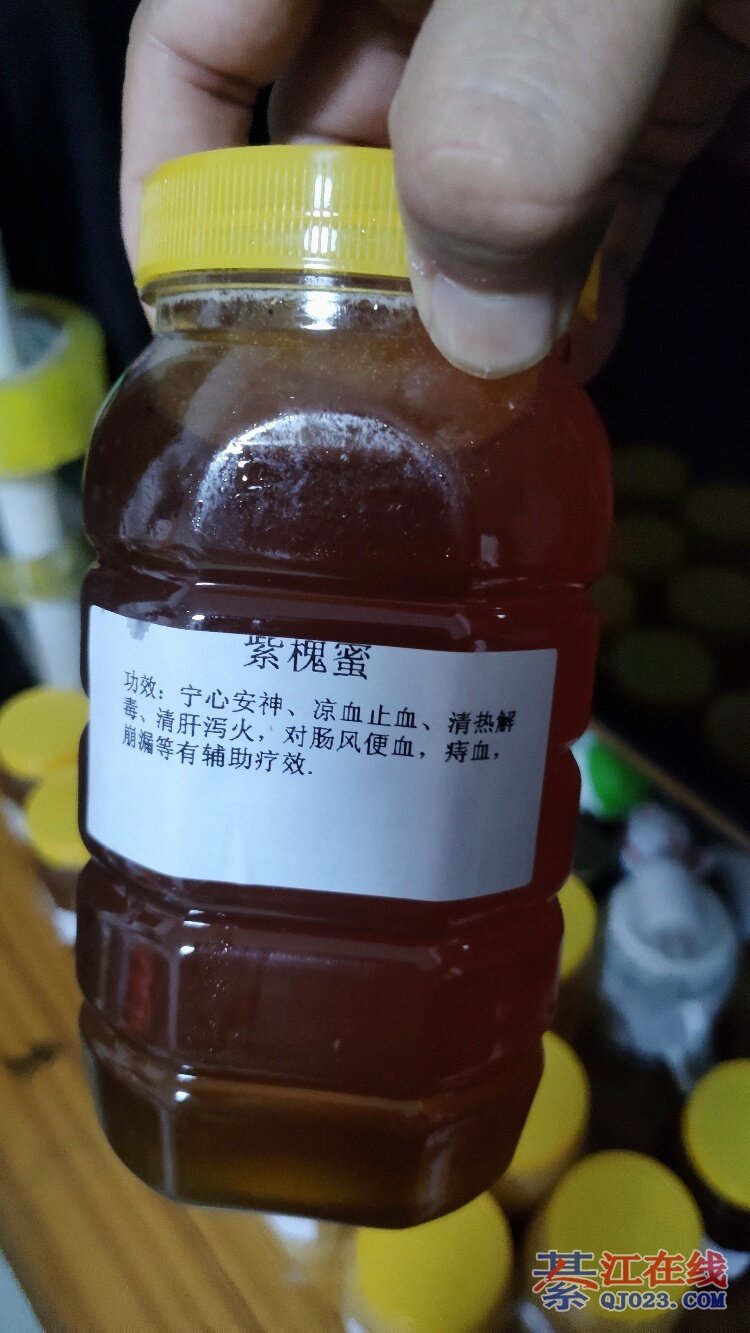 紫槐蜜
功效：宁心安神、凉血止血、清热解
毒、清肝泻火，对肠风便血，痔血，
崩漏等有辅助疗效.
綦江在线
QJ023.COM